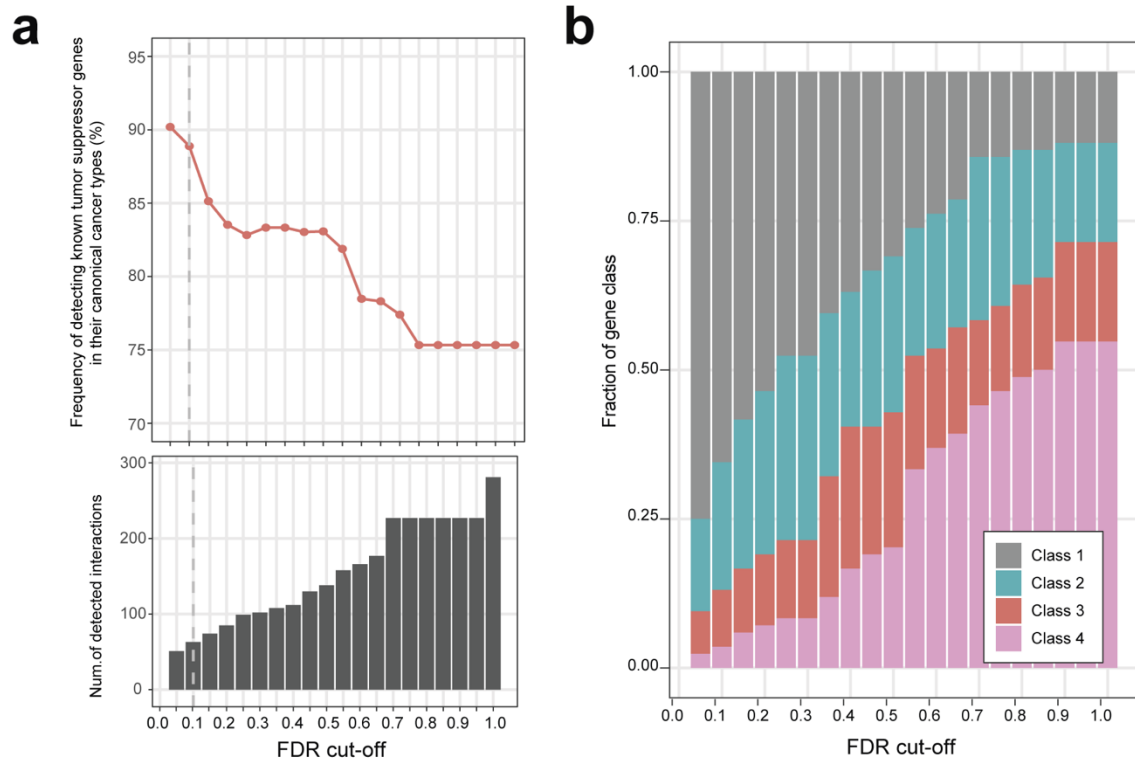 a
Frequency of detecting known tumor suppressor genes
in their canonical cancer types (%)
95
90
85
80
75
70
Num.of detected interactions
300
200
100
0
0.0 0.1 0.2 0.3 0.4 0.5 0.6 0.7 0.8 0.9 1.0
FDR cut-off
b
Fraction of gene class
1.00
0.75
0.50
0.25
0.00
Class 1
Class 2
Class 3
Class 4
0.0 0.1 0.2 0.3 0.4 0.5 0.6 0.7 0.8 0.9 1.0
FDR cut-off